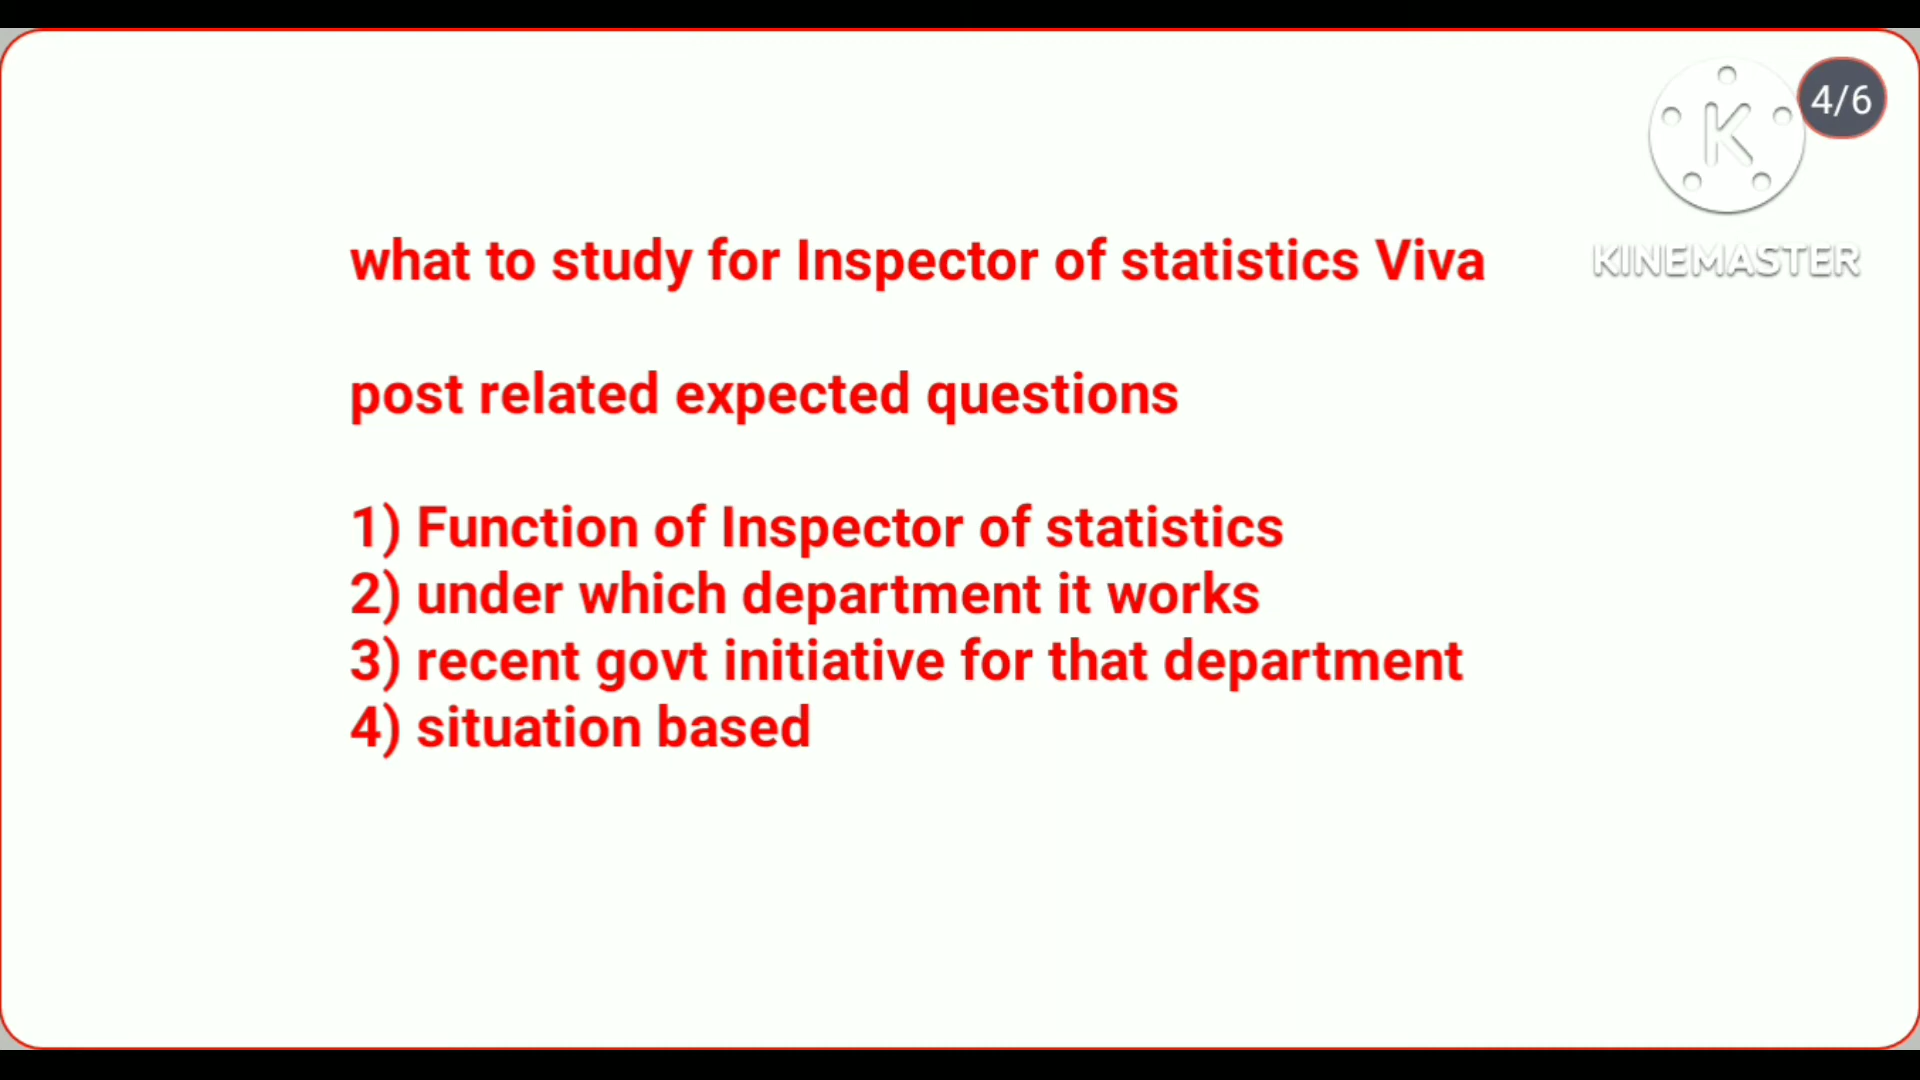 4/6
K
KINEMASTER
what to study for Inspector of statistics Viva
post related expected questions
1) Function of Inspector of statistics
2) under which department it works
3) recent govt initiative for that department
4) situation based